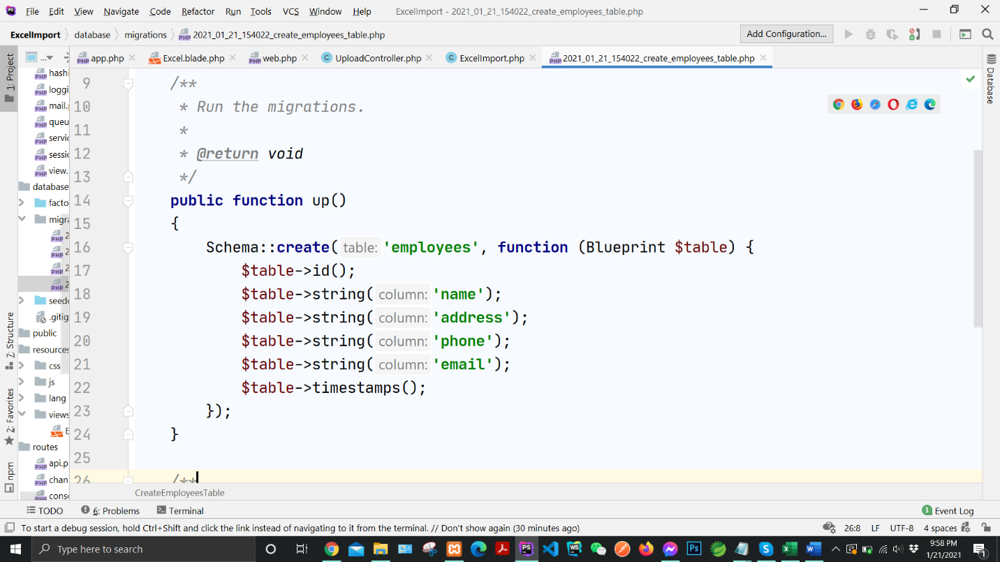 File Edit View Navigate Code Refactor Run Tools VCS Window Help ExcelImport - 2021_01_21_154022_create_employees_table.php
ExcelImport database migrations 2021_01_21_154022_create_employees_table.php Add Configuration...
1: Project
... app.php Excel.blade.php web.php UploadController.php ExcelImport.php 2021_01_21_154022_create_employees_table.php
Database
hashi
loggi
mail.
queu
servic
sessio
view.
database
facto
migra
2
2
2
2
seede
.gitig
public
resources
css
js
lang
views
E
routes
api.p
chan
conso
7: Structure
2: Favorites
npm
9 /**
10 * Run the migrations.
11 *
12 * @return void
13 */
14 public function up()
15 {
16 Schema::create( table: 'employees', function (Blueprint $table) {
17 $table->id();
18 $table->string( column: 'name');
19 $table->string( column: 'address');
20 $table->string( column: 'phone');
21 $table->string( column: 'email');
22 $table->timestamps();
23 });
24 }
25
26 /**
CreateEmployeesTable
TODO 6: Problems Terminal 3 Event Log
To start a debug session, hold Ctrl+Shift and click the link instead of navigating to it from the terminal. // Don't show again (30 minutes ago) 26:8 LF UTF-8 4 spaces
Type here to search
9:58 PM
1/21/2021
1